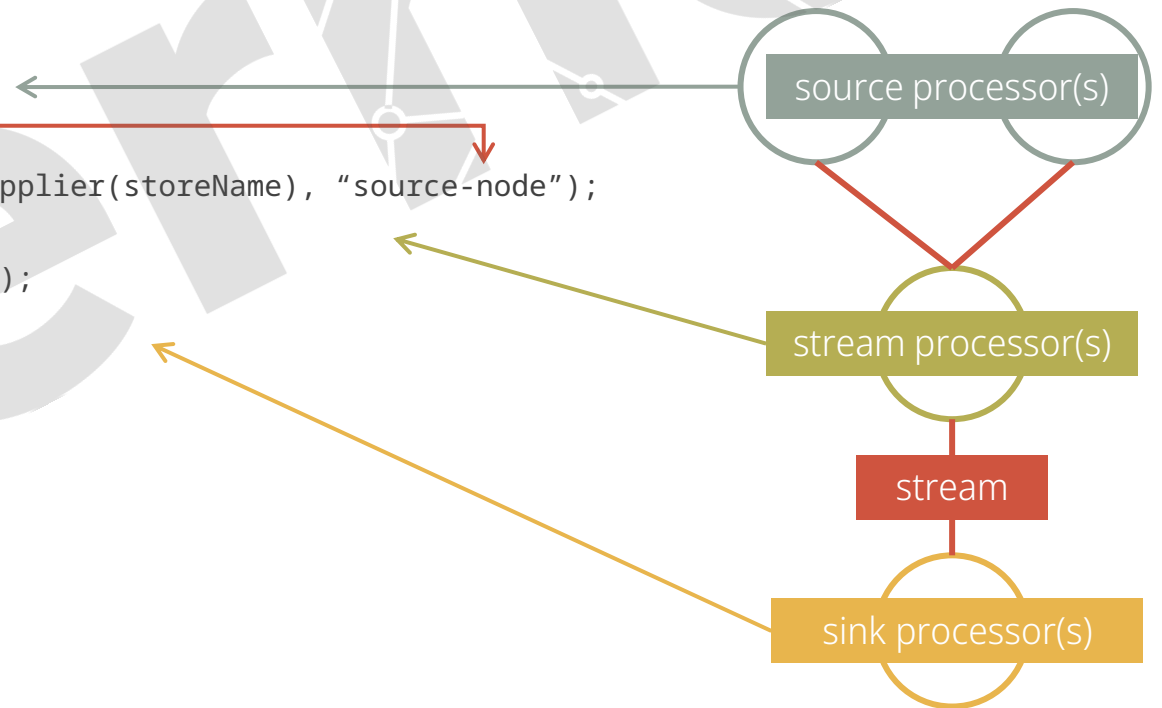 source processor(s)
pplier(storeName), “source-node”);
);
stream processor(s)
stream
sink processor(s)